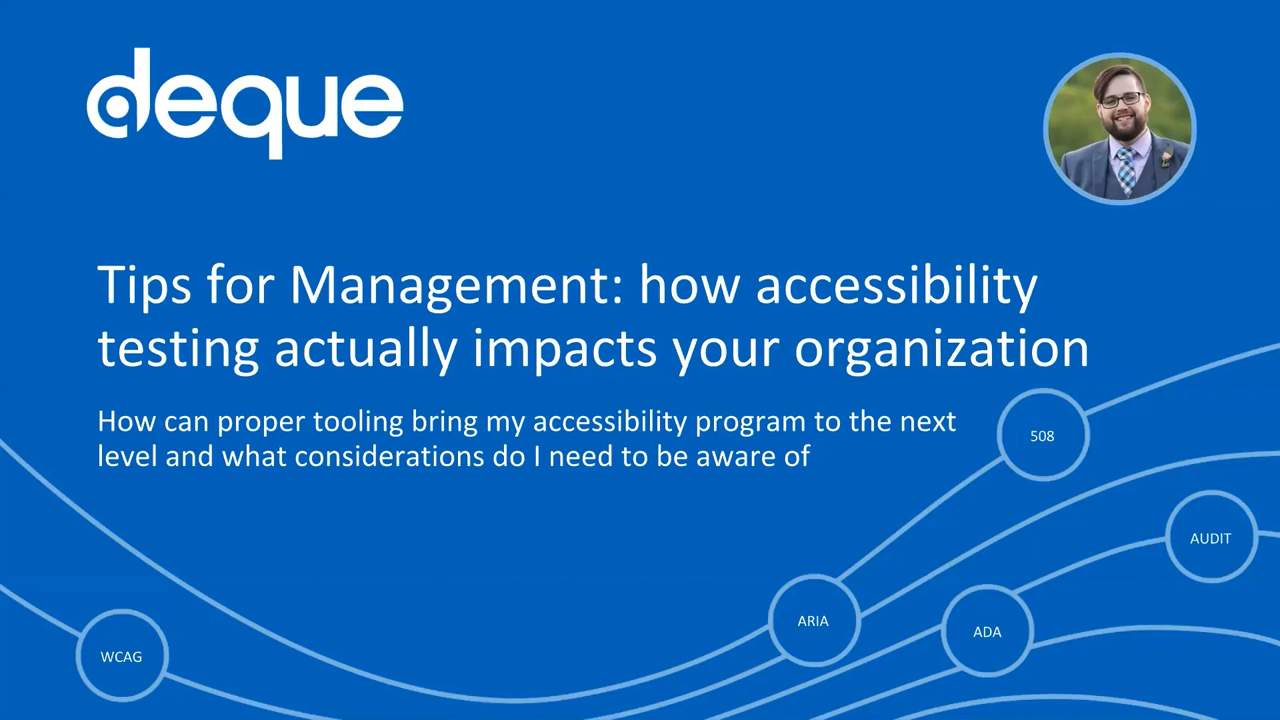 deque
Tips for Management: how accessibility
testing actually impacts your organization
How can proper tooling bring my accessibility program to the next
level and what considerations do I need to be aware of
508
AUDIT
ARIA
ADA
WCAG